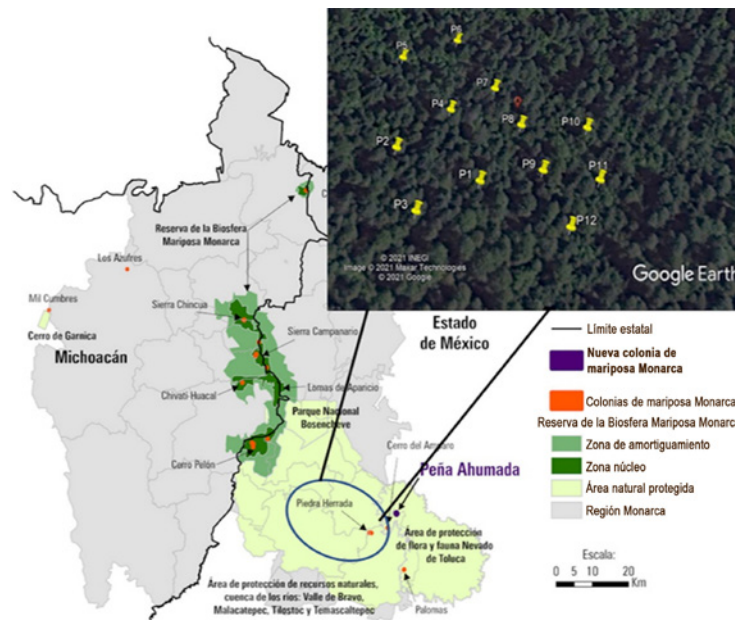 P6
P5
P7
P4
P8
P10
P2
P9
P11
P1
P3
P12
© 2021 INEGI
Image © 2021 Maxar Technologies
© 2021 Google
Google Earth
Reserva de la Biosfera
Mariposa Monarca
Los Azufres
Mil Cumbres
Cerro de Garnica
Michoacán
Sierra Chincua
Sierra Campanario
Chivati-Huacal
Lomas de Aparicio
Parque Nacional
Bosencheve
Cerro del Amparo
Cerro Pelón
Peña Ahumada
Piedra Herrada
Área de protección
de flora y fauna Nevado
de Toluca
Área de protección de recursos naturales,
cuenca de los ríos: Valle de Bravo,
Malacatepec, Tilostoc y Temascaltepec
Palomas
Estado
de México
Límite estatal
Nueva colonia de
mariposa Monarca
Colonias de mariposa Monarca
Reserva de la Biosfera Mariposa Monarc
Zona de amortiguamiento
Zona núcleo
Área natural protegida
Región Monarca
Escala:
0 5 10 20
Km